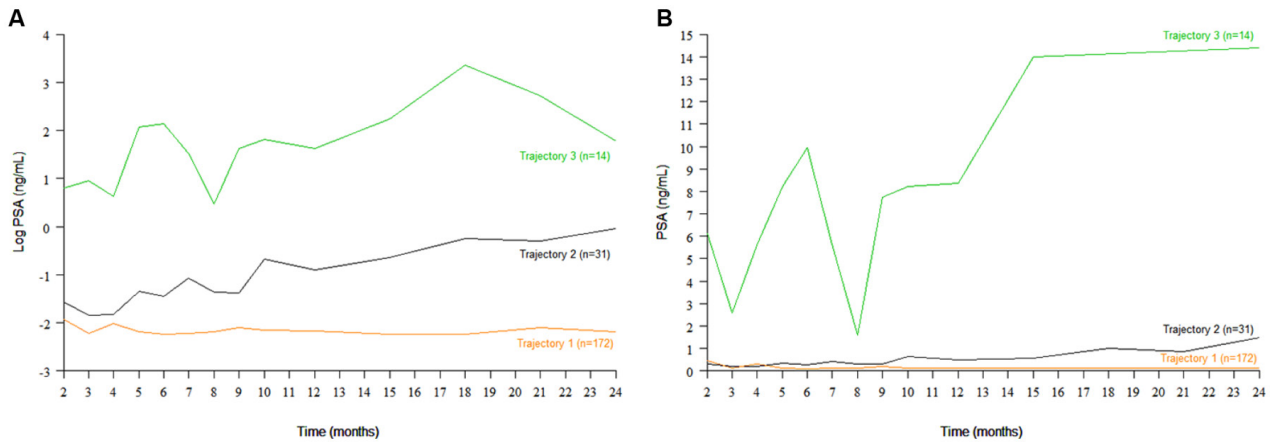 A
4
3
2
1
0
-1
-2
-3
Log PSA (ng/mL)
Trajectory 3 (n=14)
Trajectory 2 (n=31)
Trajectory 1 (n=172)
2 3 4 5 6 7 8 9 10 11 12 13 14 15 16 17 18 19 20 21 22 23 24
Time (months)
B
15
14
13
12
11
10
9
8
7
6
5
4
3
2
1
0
PSA (ng/mL)
Trajectory 3 (n=14)
Trajectory 2 (n=31)
Trajectory 1 (n=172)
2 3 4 5 6 7 8 9 10 11 12 13 14 15 16 17 18 19 20 21 22 23 24
Time (months)